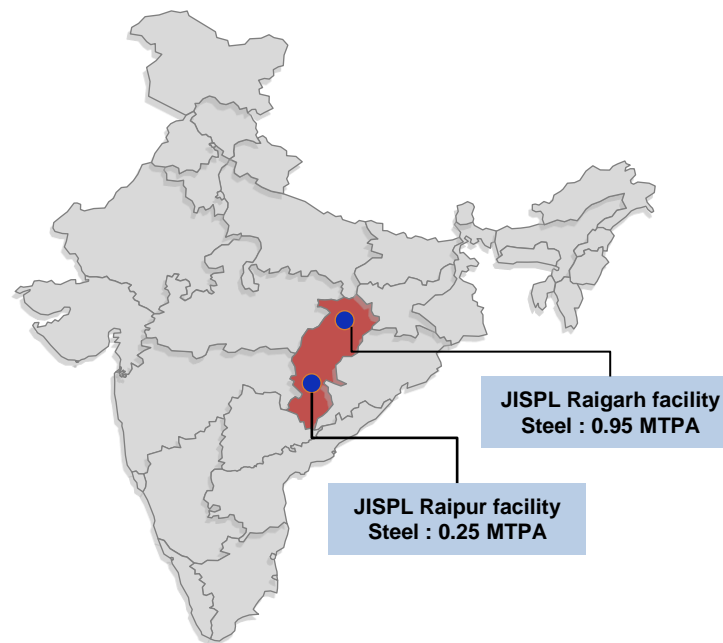 JISPL Raigarh facility
Steel : 0.95 MTPA
JISPL Raipur facility
Steel : 0.25 MTPA